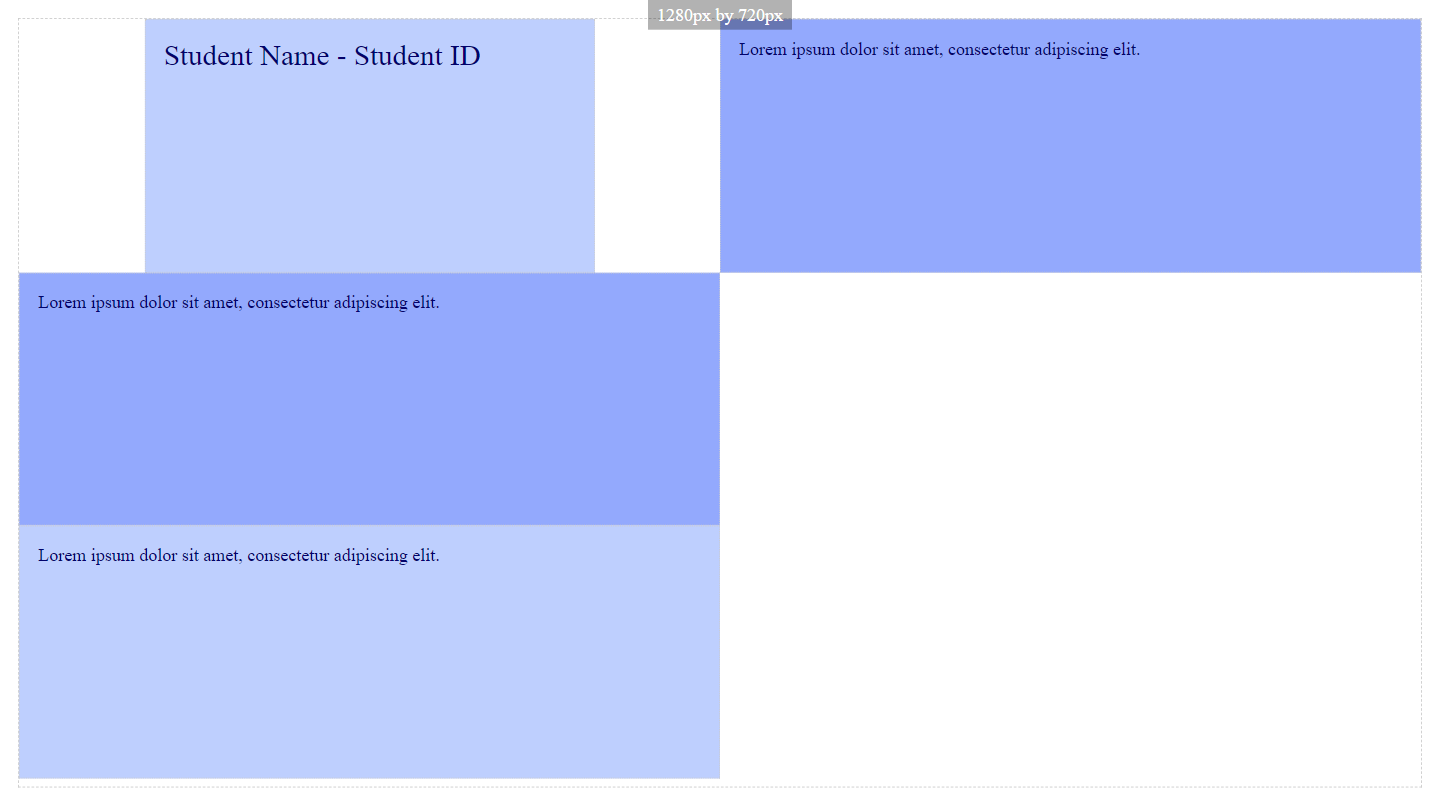 1280px by 720px
Student Name - Student ID
Lorem ipsum dolor sit amet, consectetur adipiscing elit.
Lorem ipsum dolor sit amet, consectetur adipiscing elit.
Lorem ipsum dolor sit amet, consectetur adipiscing elit.